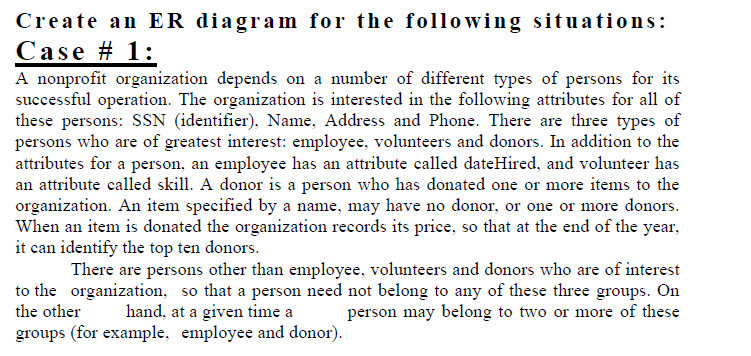 Create an ER diagram for the following situations:
Case # 1:
A nonprofit organization depends on a number of different types of persons for its
successful operation. The organization is interested in the following attributes for all of
these persons: SSN (identifier), Name, Address and Phone. There are three types of
persons who are of greatest interest: employee, volunteers and donors. In addition to the
attributes for a person, an employee has an attribute called dateHired, and volunteer has
an attribute called skill. A donor is a person who has donated one or more items to the
organization. An item specified by a name, may have no donor, or one or more donors.
When an item is donated the organization records its price, so that at the end of the year,
it can identify the top ten donors.
There are persons other than employee, volunteers and donors who are of interest
to the organization, so that a person need not belong to any of these three groups. On
the other hand, at a given time a person may belong to two or more of these
groups (for example, employee and donor).